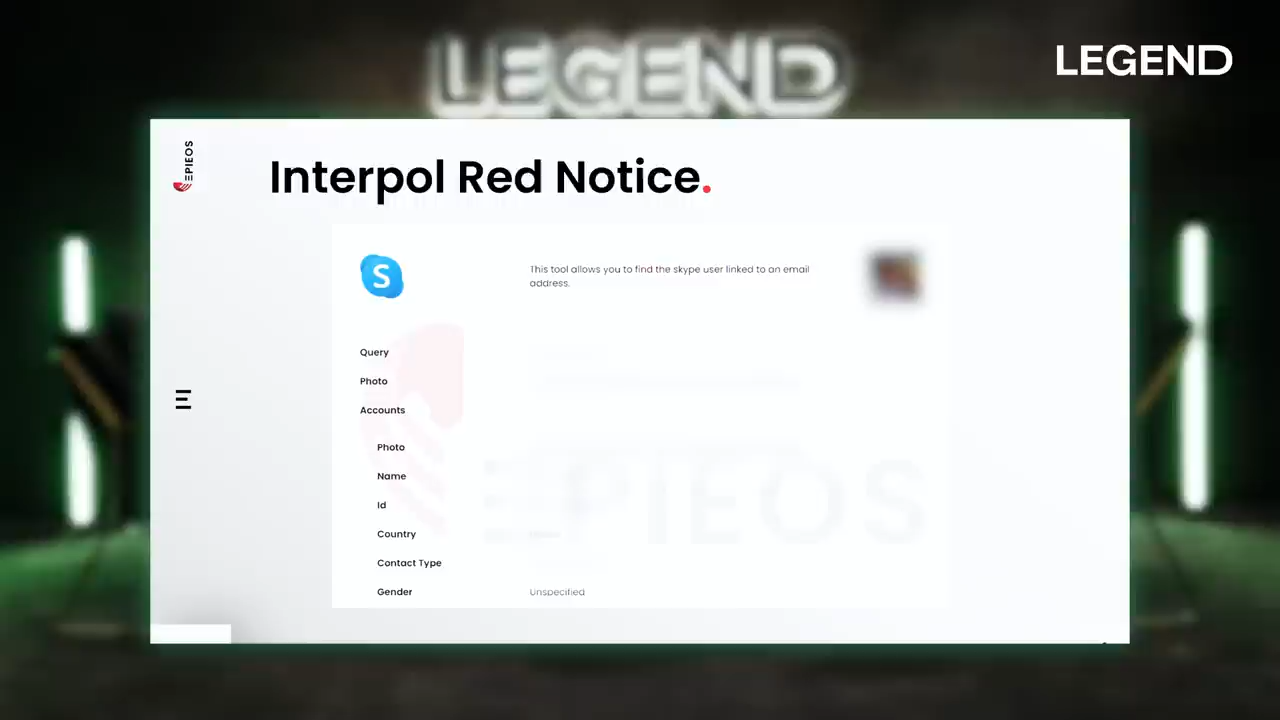 LEGEND
LEGEND
EPIEOS
Interpol Red Notice.
This tool allows you to find the skype user linked to an email
address.
Query
Photo
Accounts
Photo
Name
Id
Country
Contact Type
Gender
Unspecified
EPIEOS